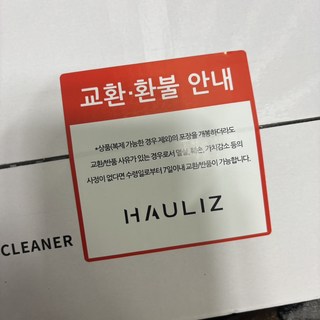 교환·환불 안내
*상품(복제 가능한 경우 제외)의 포장을 개봉하더라도
교환/반품 사유가 있는 경우로서 멸실, 훼손, 가치감소 등의
사정이 없다면 수령일로부터 7일이내 교환/반품이 가능합니다.
HAULIZ
CLEANER